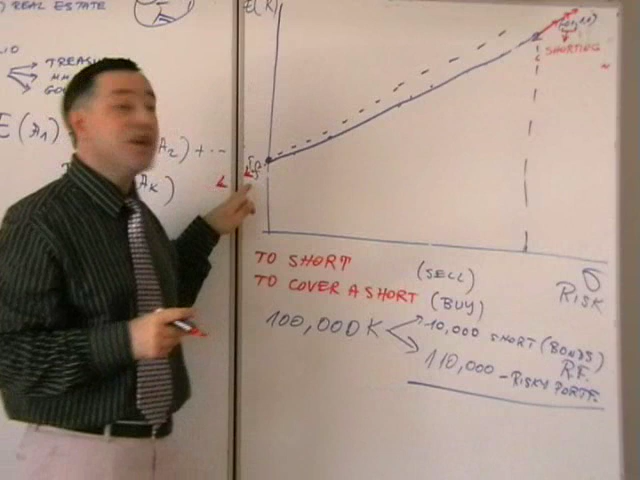 REAL ESTATE
TREASU
E(A1)
A2) + ...
AK)
E(R)
rf
SHORTING
TO SHORT (SELL)
TO COVER A SHORT (BUY)
σ
RISK
100,000K
-10,000 SHORT (BONDS)
R.F.
110,000 - RISKY PORTF.